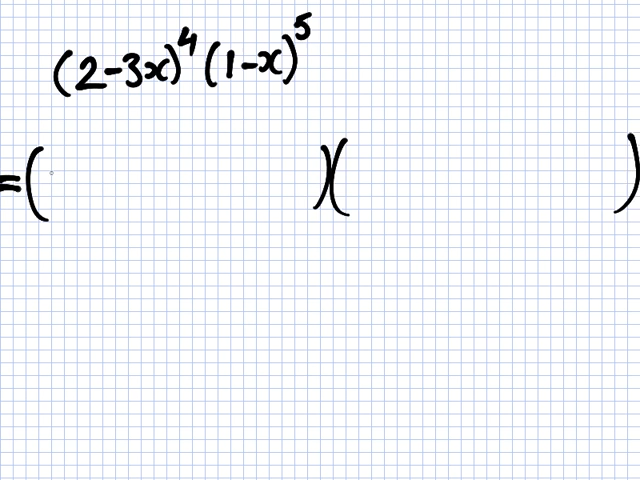 (2-3x)⁴(1-x)⁵
=( )( )